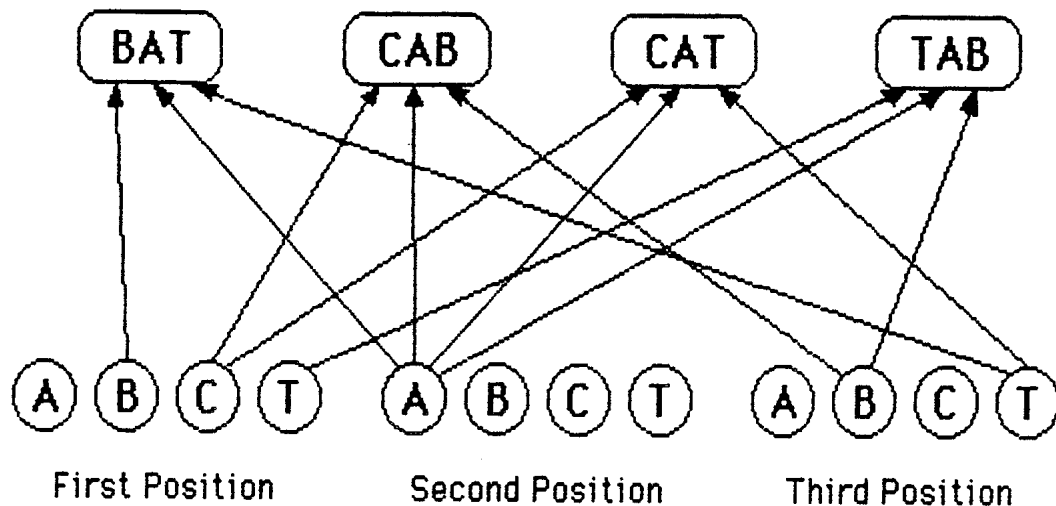 BAT CAB CAT TAB
A B C T A B C T A B C T
First Position Second Position Third Position